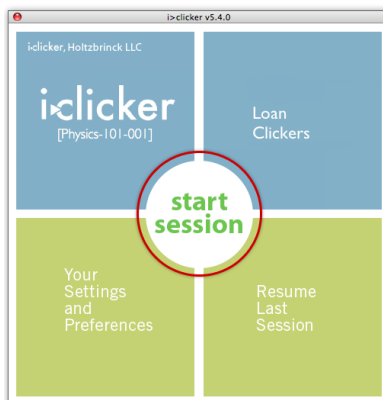 i>clicker v5.4.0
i>clicker, Holtzbrinck LLC
i>clicker
[Physics-101-001]
Loan
Clickers
start
session
Your
Settings
and
Preferences
Resume
Last
Session